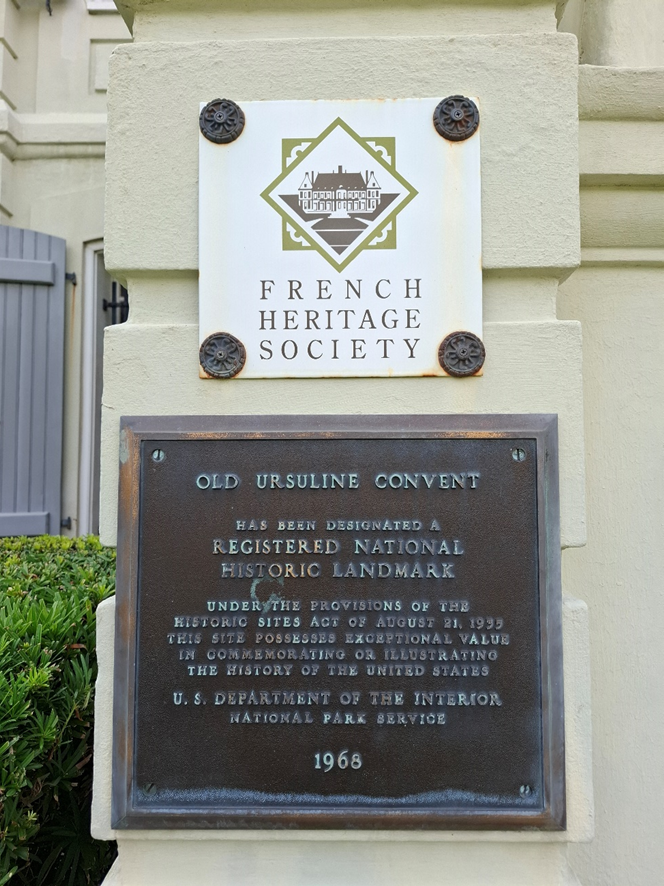 FRENCH
HERITAGE
SOCIETY
OLD URSULINE CONVENT
HAS BEEN DESIGNATED A
REGISTERED NATIONAL
HISTORIC LANDMARK
UNDER THE PROVISIONS OF THE
HISTORIC SITES ACT OF AUGUST 21, 1935
THIS SITE POSSESSES EXCEPTIONAL VALUE
IN COMMEMORATING OR ILLUSTRATING
THE HISTORY OF THE UNITED STATES
U. S. DEPARTMENT OF THE INTERIOR
NATIONAL PARK SERVICE
1968